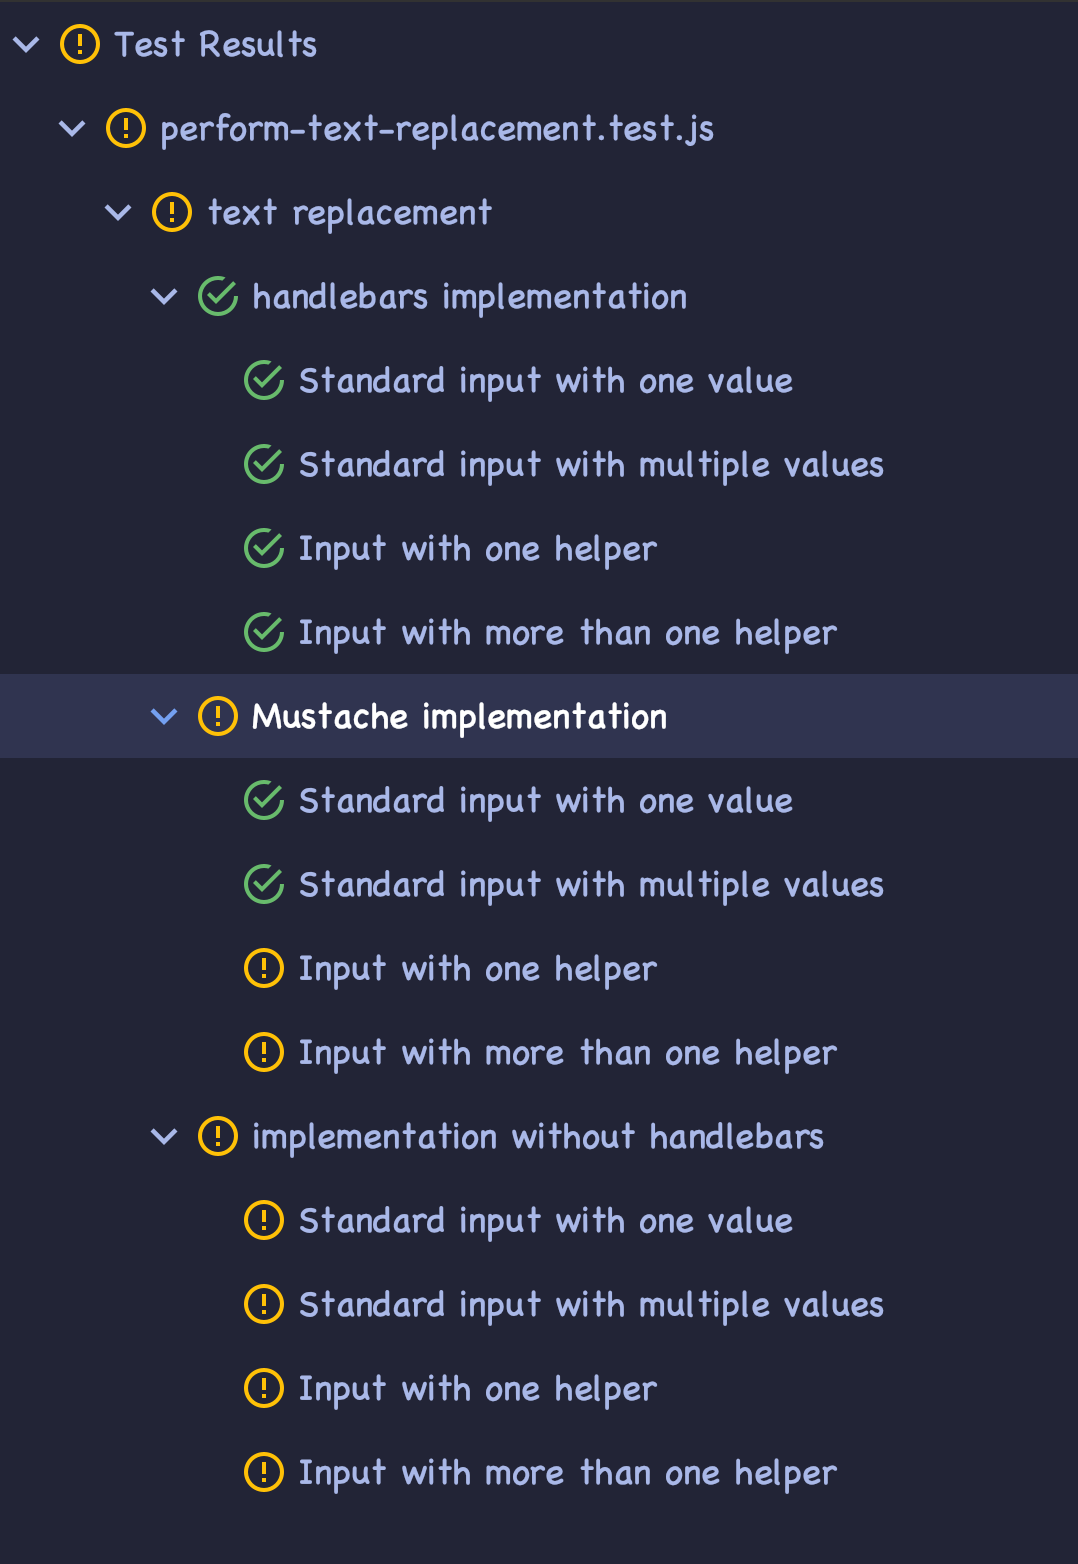 Test Results
perform-text-replacement.test.js
text replacement
handlebars implementation
Standard input with one value
Standard input with multiple values
Input with one helper
Input with more than one helper
Mustache implementation
Standard input with one value
Standard input with multiple values
Input with one helper
Input with more than one helper
implementation without handlebars
Standard input with one value
Standard input with multiple values
Input with one helper
Input with more than one helper